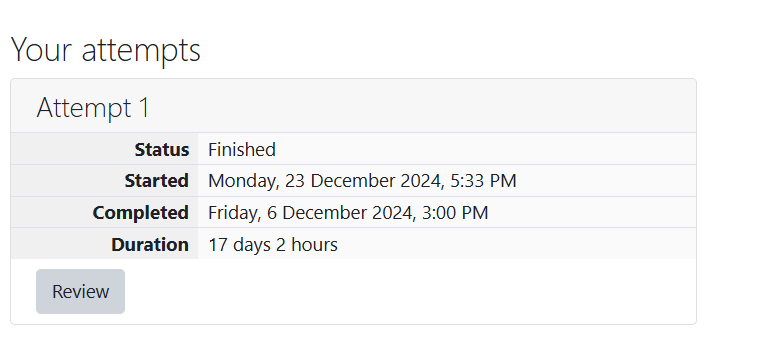 Your attempts
Attempt 1
Status Finished
Started Monday, 23 December 2024, 5:33 PM
Completed Friday, 6 December 2024, 3:00 PM
Duration 17 days 2 hours
Review